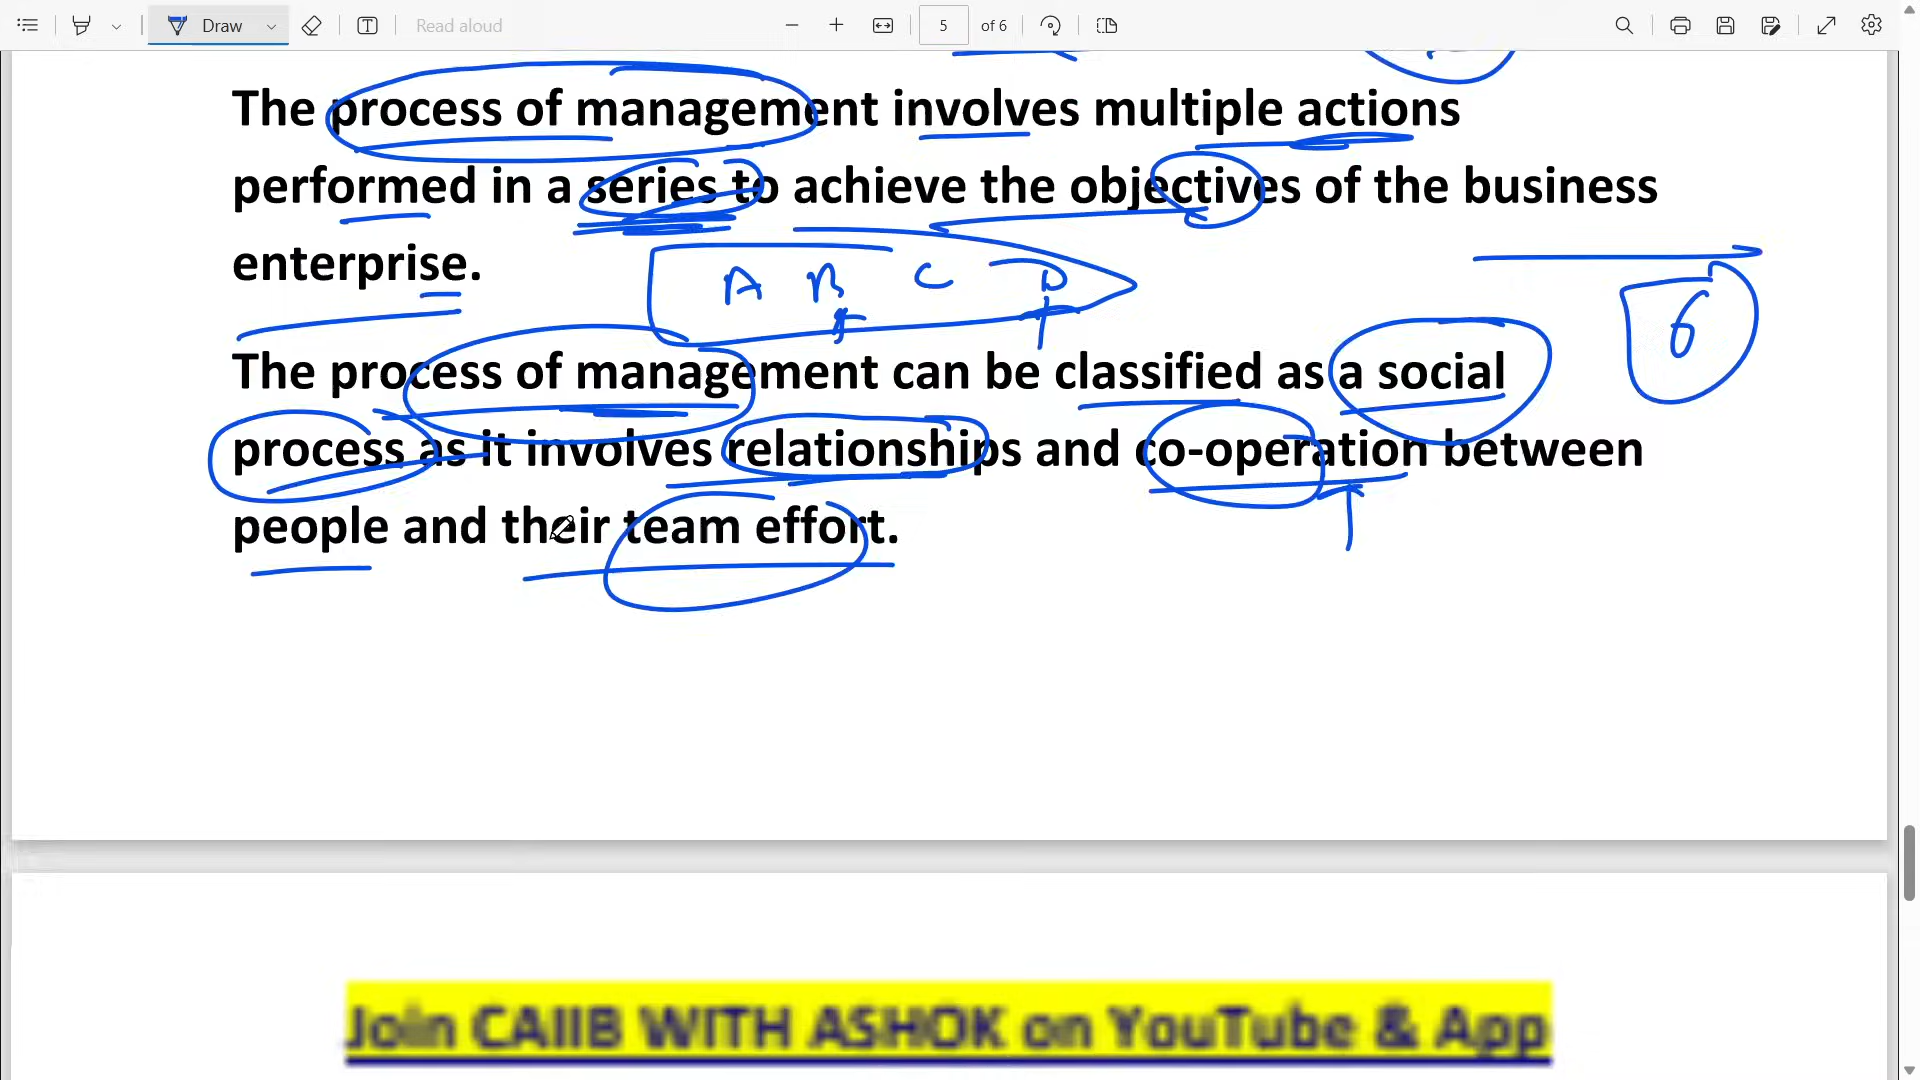 Draw
Read aloud
5
of 6
The process of management involves multiple actions
performed in a series to achieve the objectives of the business
enterprise.
A B C D
6
The process of management can be classified as a social
process as it involves relationships and co-operation between
people and their team effort.
Join CAIIB WITH ASHOK on YouTube & App